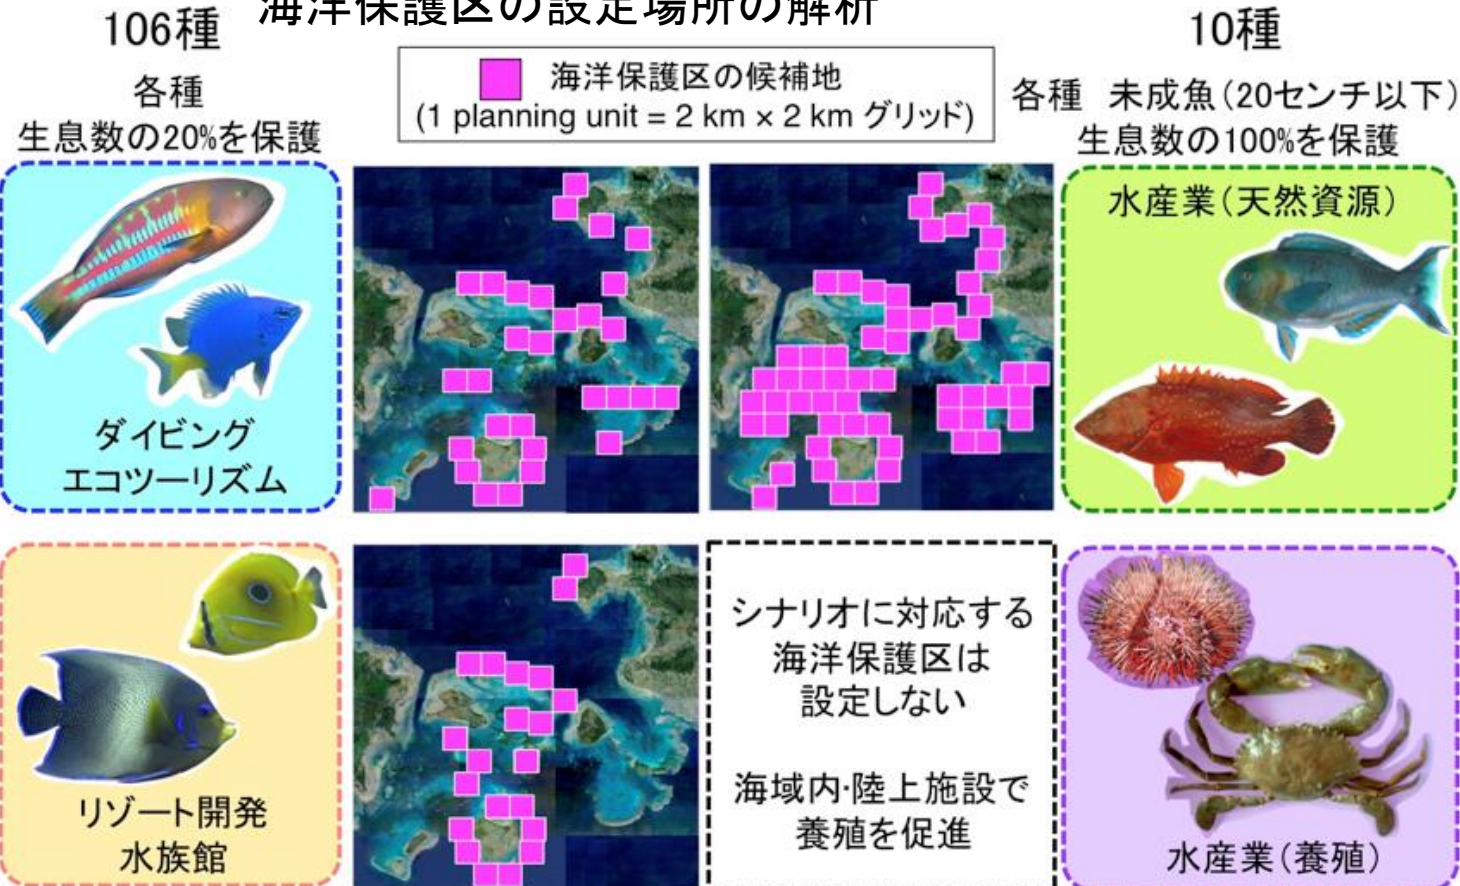 海洋保護区の設定場所の解析
106種
各種
生息数の20%を保護
海洋保護区の候補地
(1 planning unit = 2 km × 2 km グリッド)
10種
各種 未成魚(20センチ以下)
生息数の100%を保護
ダイビング
エコツーリズム
水産業(天然資源)
リゾート開発
水族館
シナリオに対応する
海洋保護区は
設定しない
海域内・陸上施設で
養殖を促進
水産業(養殖)